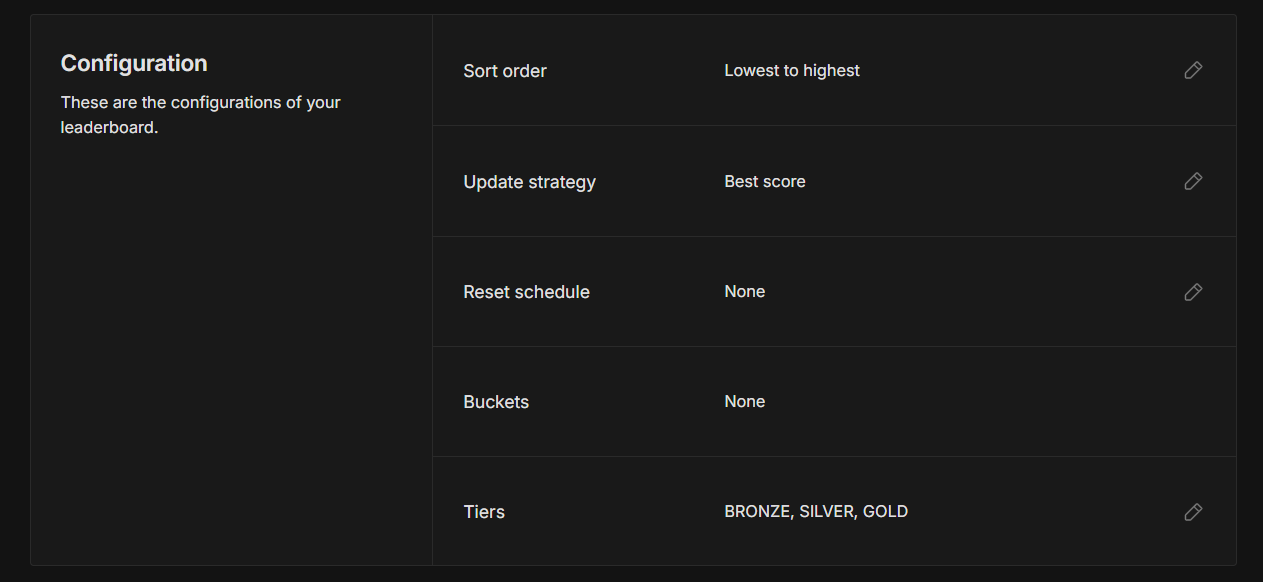 Configuration
These are the configurations of your
leaderboard.
Sort order
Lowest to highest
Update strategy
Best score
Reset schedule
None
Buckets
None
Tiers
BRONZE, SILVER, GOLD